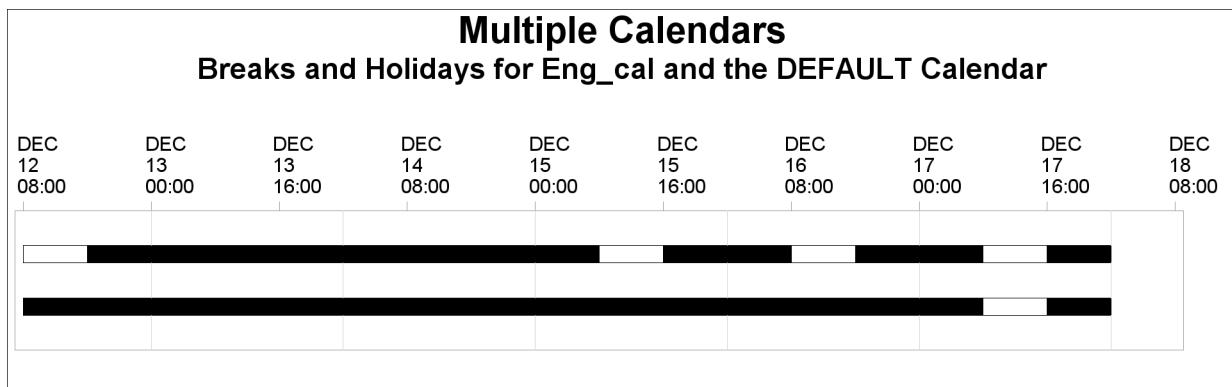 Multiple Calendars
Breaks and Holidays for Eng_cal and the DEFAULT Calendar
DEC DEC DEC DEC DEC DEC DEC DEC DEC DEC
12 13 13 14 15 15 16 17 17 18
08:00 00:00 16:00 08:00 00:00 16:00 08:00 00:00 16:00 08:00